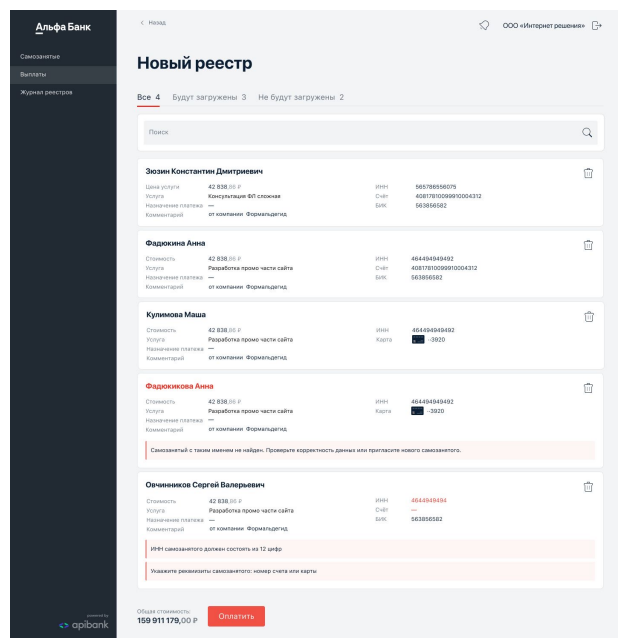 Альфа Банк
Самозанятые
Выплаты
Журнал реестров
powered by
apibank
Назад
ООО «Интернет решения»
Новый реестр
Все 4 Будут загружены 3 Не будут загружены 2
Поиск
Зюзин Константин Дмитриевич
Цена услуги 42 838,86 ₽ ИНН 565786556075
Услуга Консультация ФЛ сложная Счёт 40817810099910004312
Назначение платежа — БИК 563856582
Комментарий от компании Формальдегид
Фадюкина Анна
Стоимость 42 838,86 ₽ ИНН 464494949492
Услуга Разработка промо части сайта Счёт 40817810099910004312
Назначение платежа — БИК 563856582
Комментарий от компании Формальдегид
Кулимова Маша
Стоимость 42 838,86 ₽ ИНН 464494949492
Услуга Разработка промо части сайта Карта ··3920
Назначение платежа —
Комментарий от компании Формальдегид
Фадюкикова Анна
Стоимость 42 838,86 ₽ ИНН 464494949492
Услуга Разработка промо части сайта Карта ··3920
Назначение платежа —
Комментарий от компании Формальдегид
Самозанятый с таким именем не найден. Проверьте корректность данных или пригласите нового самозанятого.
Овчинников Сергей Валерьевич
Стоимость 42 838,86 ₽ ИНН 4644949494
Услуга Разработка промо части сайта Счёт —
Назначение платежа — БИК 563856582
Комментарий от компании Формальдегид
ИНН самозанятого должен состоять из 12 цифр
Укажите реквизиты самозанятого: номер счета или карты
Общая стоимость:
159 911 179,00 ₽
Оплатить